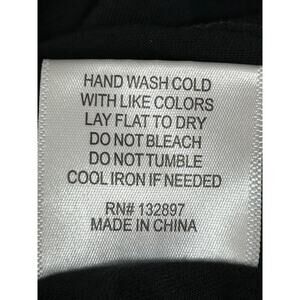 HAND WASH COLD
WITH LIKE COLORS
LAY FLAT TO DRY
DO NOT BLEACH
DO NOT TUMBLE
COOL IRON IF NEEDED
RN# 132897
MADE IN CHINA